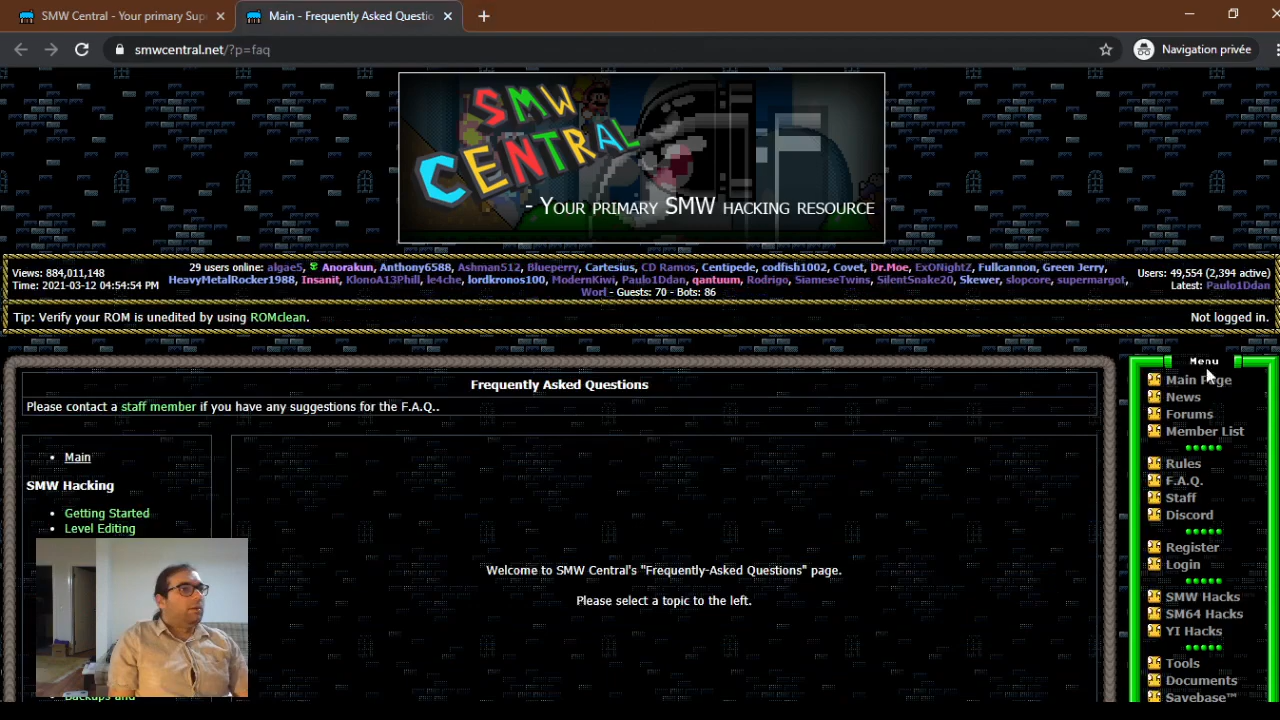 SMW Central - Your primary Sup
Main - Frequently Asked Questio
smwcentral.net/?p=faq
Navigation privée
SMW
CENTRAL
- YOUR PRIMARY SMW HACKING RESOURCE
Views: 884,011,148
Time: 2021-03-12 04:54:54 PM
29 users online: algae5, Anorakun, Anthony6588, Ashman512, Blueperry, Cartesius, CD Ramos, Centipede, codfish1002, Covet, Dr.Moe, ExONightZ, Fullcannon, Green Jerry,
HeavyMetalRocker1988, Insanit, KlonoA13Phill, le4che, lordkronos100, ModernKiwi, Paulo1Ddan, qantuum, Rodrigo, SiameseTwins, SilentSnake20, Skewer, slopcore, supermargot,
Worl - Guests: 70 - Bots: 86
Users: 49,554 (2,394 active)
Latest: Paulo1Ddan
Tip: Verify your ROM is unedited by using ROMclean.
Not logged in.
Frequently Asked Questions
Please contact a staff member if you have any suggestions for the F.A.Q..
Main
SMW Hacking
Getting Started
Level Editing
Backups and
Welcome to SMW Central's "Frequently-Asked Questions" page.
Please select a topic to the left.
Menu
Main Page
News
Forums
Member List
Rules
F.A.Q.
Staff
Discord
Register
Login
SMW Hacks
SM64 Hacks
YI Hacks
Tools
Documents
Savebase™